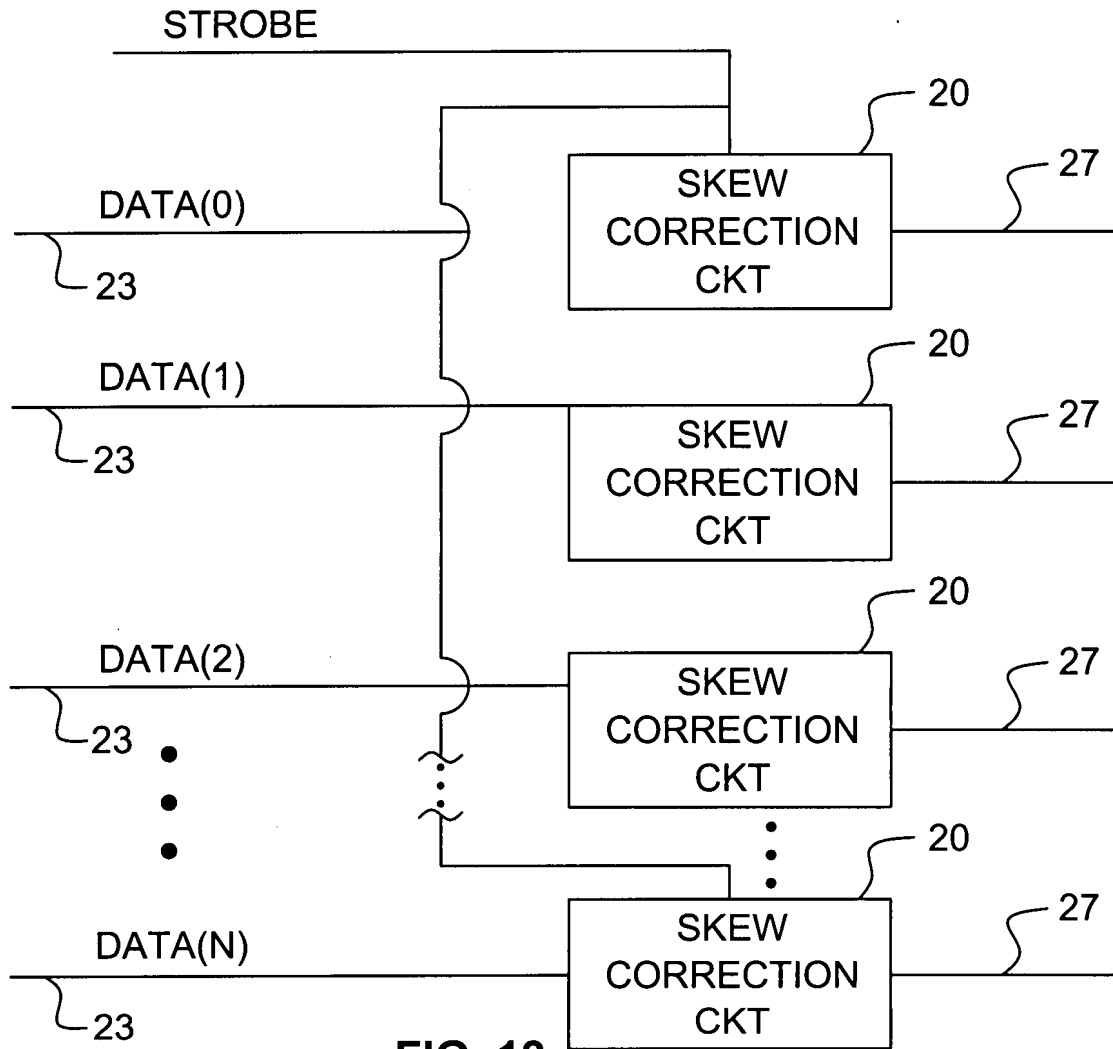 STROBE
20
SKEW
CORRECTION
CKT
27
DATA(0)
23
20
DATA(1)
SKEW
CORRECTION
CKT
27
23
20
DATA(2)
SKEW
CORRECTION
CKT
27
23
20
DATA(N)
SKEW
CORRECTION
CKT
27
23